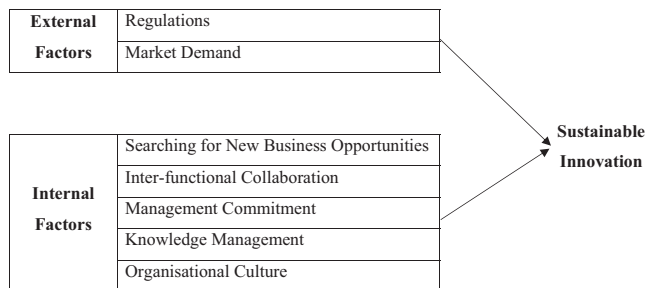 External Factors
Regulations
Market Demand
Internal Factors
Searching for New Business Opportunities
Inter-functional Collaboration
Management Commitment
Knowledge Management
Organisational Culture
Sustainable
Innovation